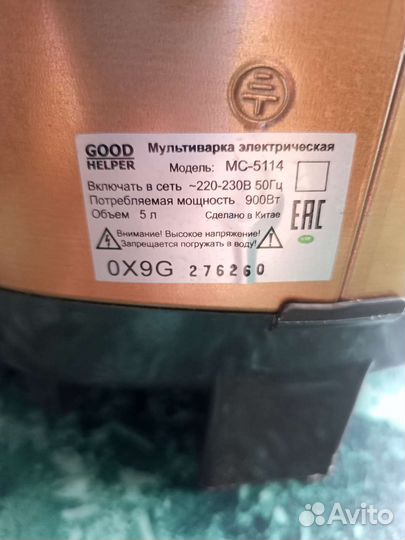 GOOD HELPER
Мультиварка электрическая
Модель: MC-5114
Включать в сеть ~220-230В 50Гц
Потребляемая мощность 900Вт
Объем 5 л Сделано в Китае
EAC
Внимание! Высокое напряжение!
Запрещается погружать в воду!
0X9G 276260
Avito